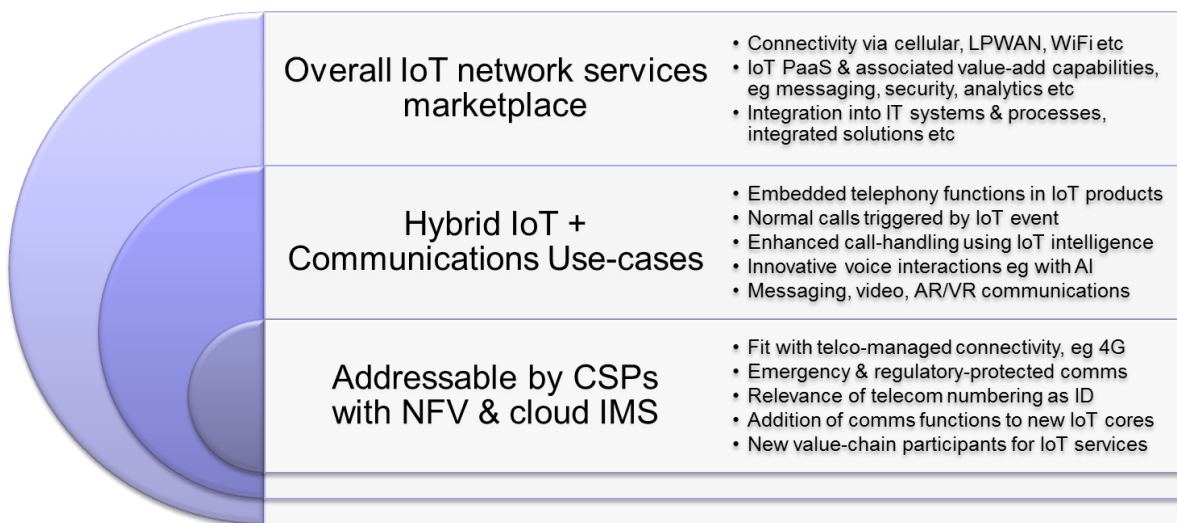 Overall IoT network services
marketplace
• Connectivity via cellular, LPWAN, WiFi etc
• IoT PaaS & associated value-add capabilities,
eg messaging, security, analytics etc
• Integration into IT systems & processes,
integrated solutions etc
Hybrid IoT +
Communications Use-cases
• Embedded telephony functions in IoT products
• Normal calls triggered by IoT event
• Enhanced call-handling using IoT intelligence
• Innovative voice interactions eg with AI
• Messaging, video, AR/VR communications
Addressable by CSPs
with NFV & cloud IMS
• Fit with telco-managed connectivity, eg 4G
• Emergency & regulatory-protected comms
• Relevance of telecom numbering as ID
• Addition of comms functions to new IoT cores
• New value-chain participants for IoT services